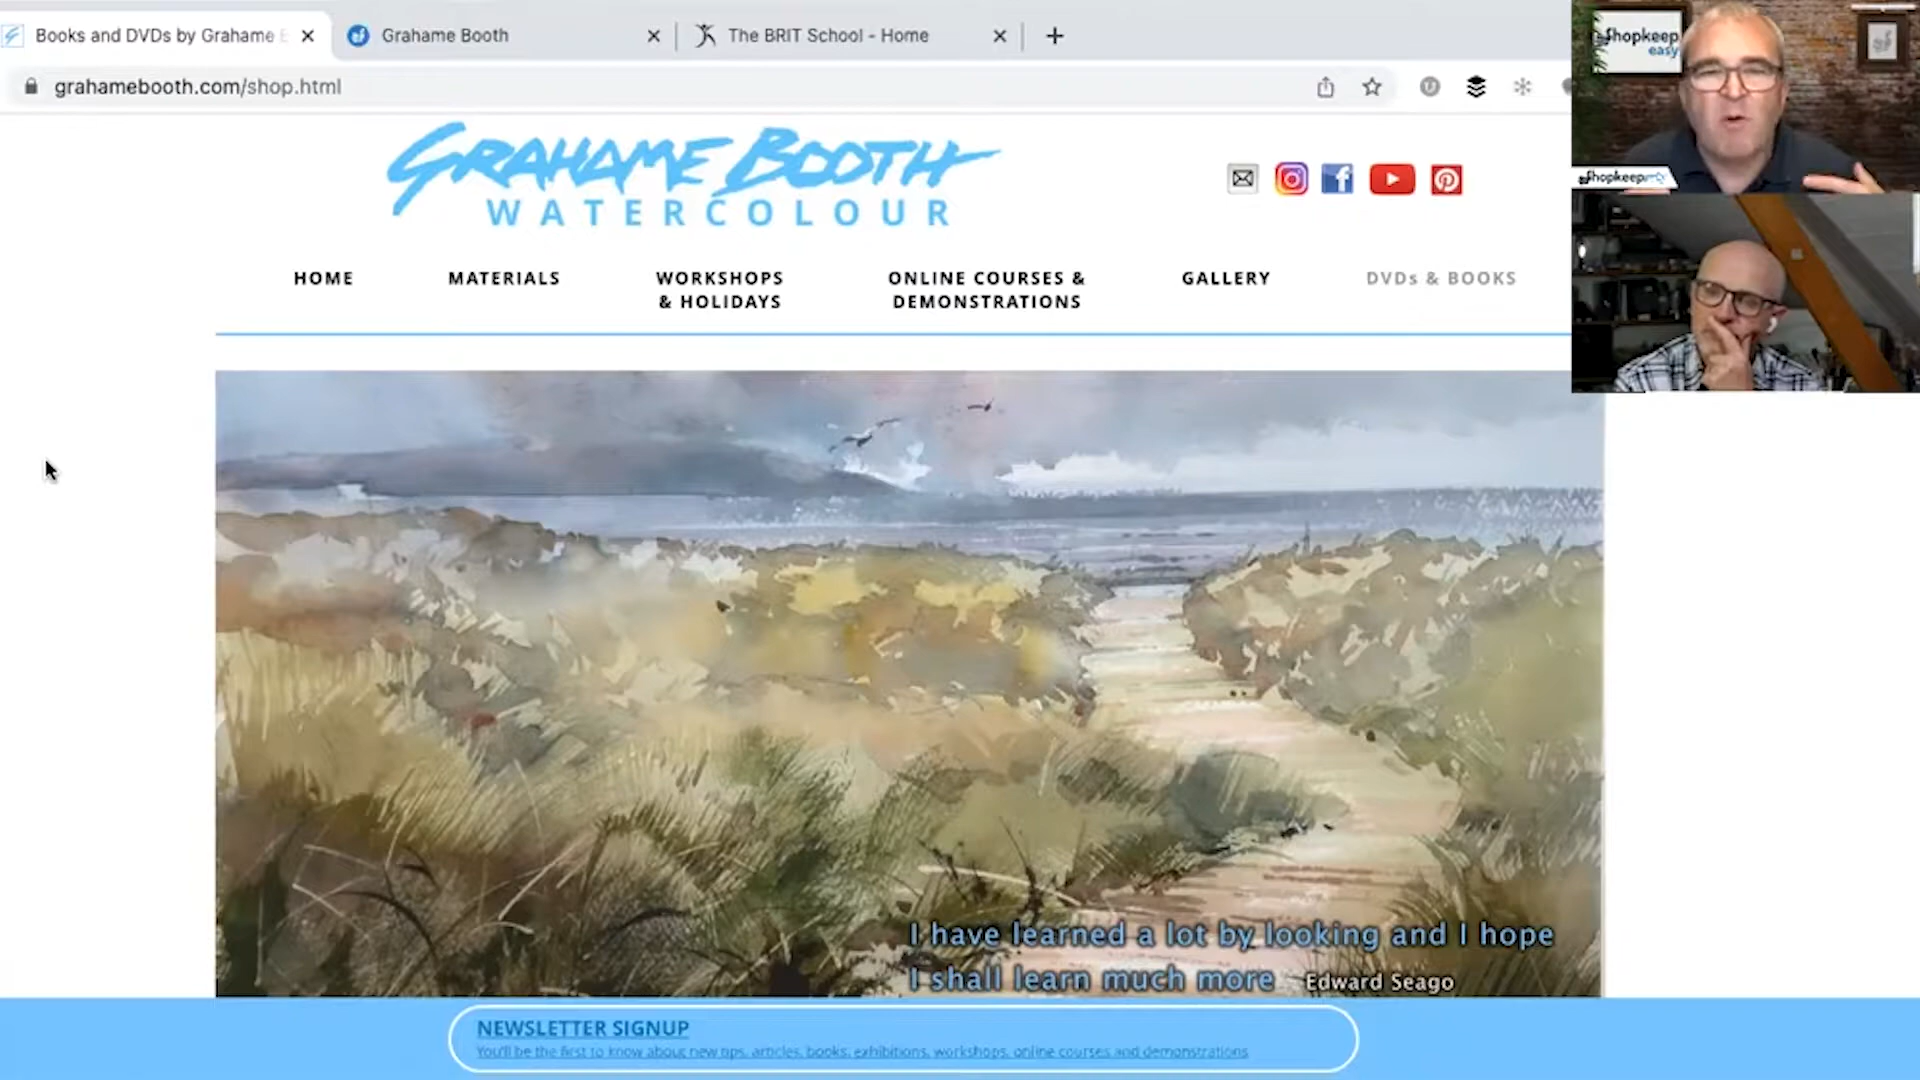 Books and DVDs by Grahame B
Grahame Booth
The BRIT School - Home
grahamebooth.com/shop.html
Shopkeep
easy
Shopkeep
GRAHAME BOOTH
WATERCOLOUR
HOME
MATERIALS
WORKSHOPS
& HOLIDAYS
ONLINE COURSES &
DEMONSTRATIONS
GALLERY
DVDs & BOOKS
I have learned a lot by looking and I hope
I shall learn much more Edward Seago
NEWSLETTER SIGNUP
You'll be the first to know about new tips, articles, books, exhibitions, workshops, online courses and demonstrations